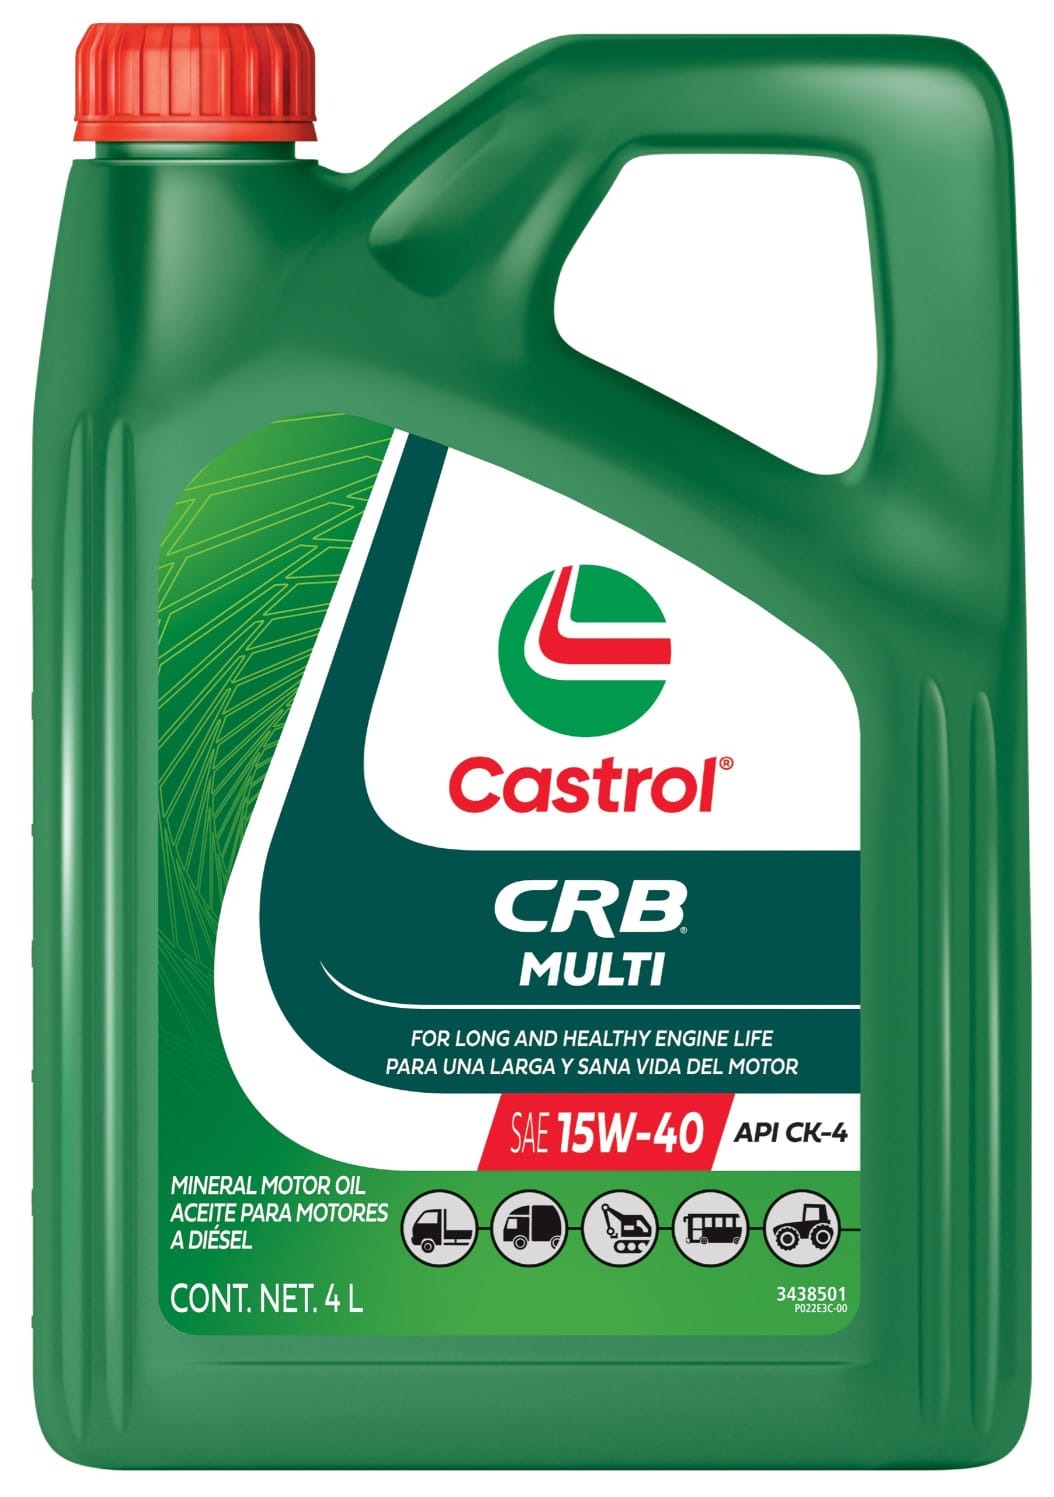 Castrol®
CRB®
MULTI
FOR LONG AND HEALTHY ENGINE LIFE
PARA UNA LARGA Y SANA VIDA DEL MOTOR
SAE 15W-40 API CK-4
MINERAL MOTOR OIL
ACEITE PARA MOTORES
A DIÉSEL
CONT. NET. 4 L
3438501
P022E3C-00